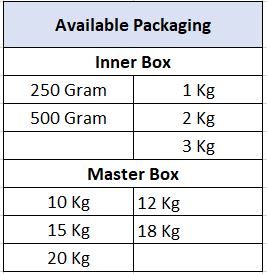 Available Packaging
Inner Box
250 Gram 1 Kg
500 Gram 2 Kg
3 Kg
Master Box
10 Kg 12 Kg
15 Kg 18 Kg
20 Kg